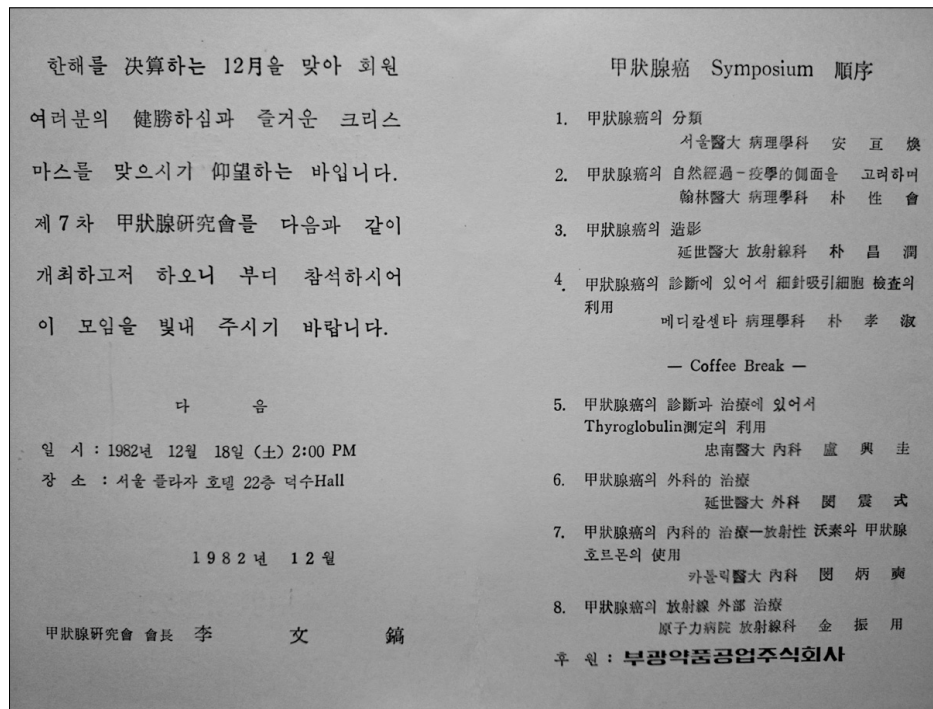 한해를 決算하는 12月을 맞아 회원
여러분의 健勝하심과 즐거운 크리스
마스를 맞으시기 仰望하는 바입니다.
제 7 차 甲狀腺硏究會를 다음과 같이
개최하고저 하오니 부디 참석하시어
이 모임을 빛내 주시기 바랍니다.
다 음
일 시 : 1982년 12월 18일 (土) 2:00 PM
장 소 : 서울 플라자 호텔 22층 덕수Hall
1982년 12월
甲狀腺硏究會 會長 李 文 鎬
甲狀腺癌 Symposium 順序
1. 甲狀腺癌의 分類
서울醫大 病理學科 安 亘 煥
2. 甲狀腺癌의 自然經過-疫學的側面을 고려하며
翰林醫大 病理學科 朴 性 會
3. 甲狀腺癌의 造影
延世醫大 放射線科 朴 昌 潤
4. 甲狀腺癌의 診斷에 있어서 細針吸引細胞 檢査의
利用
메디칼센타 病理學科 朴 孝 淑
— Coffee Break —
5. 甲狀腺癌의 診斷과 治療에 있어서
Thyroglobulin測定의 利用
忠南醫大 內科 盧 興 圭
6. 甲狀腺癌의 外科的 治療
延世醫大 外科 閔 震 式
7. 甲狀腺癌의 內科的 治療—放射性 沃素와 甲狀腺
호르몬의 使用
카톨릭醫大 內科 閔 炳 奭
8. 甲狀腺癌의 放射線 外部 治療
原子力病院 放射線科 金 振 用
후 원 : 부광약품공업주식회사